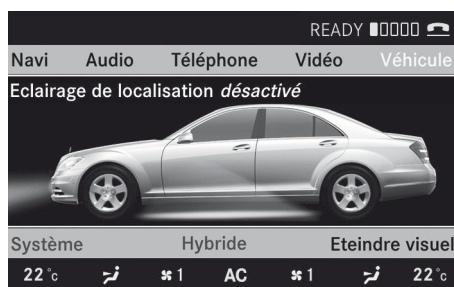 READY
Navi Audio Téléphone Vidéo Véhicule
Eclairage de localisation désactivé
Système Hybride Eteindre visuel
22 °c 1 AC 1 22 °c